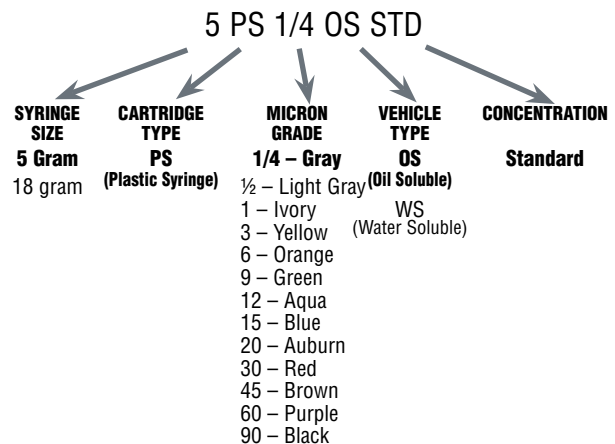 5 PS 1/4 OS STD
SYRINGE
SIZE
5 Gram
18 gram
CARTRIDGE
TYPE
PS
(Plastic Syringe)
MICRON
GRADE
1/4 – Gray
½ – Light Gray
1 – Ivory
3 – Yellow
6 – Orange
9 – Green
12 – Aqua
15 – Blue
20 – Auburn
30 – Red
45 – Brown
60 – Purple
90 – Black
VEHICLE
TYPE
OS
(Oil Soluble)
WS
(Water Soluble)
CONCENTRATION
Standard